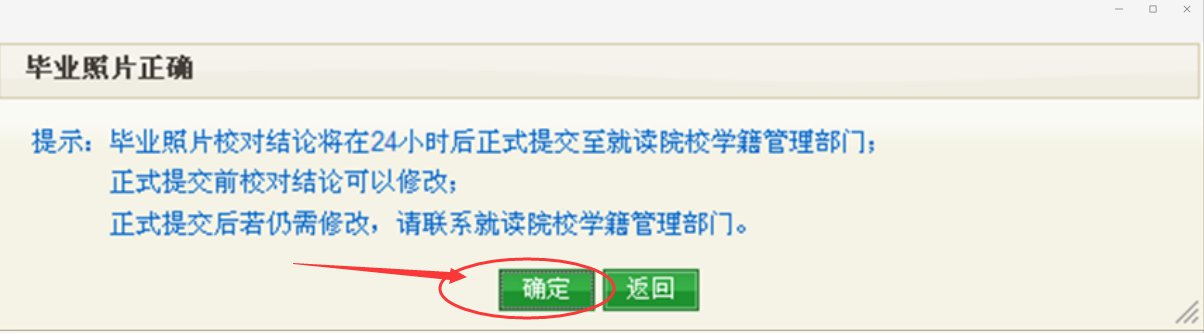 毕业照片正确
提示：毕业照片校对结论将在24小时后正式提交至就读院校学籍管理部门；
正式提交前校对结论可以修改；
正式提交后若仍需修改，请联系就读院校学籍管理部门。
确定 返回